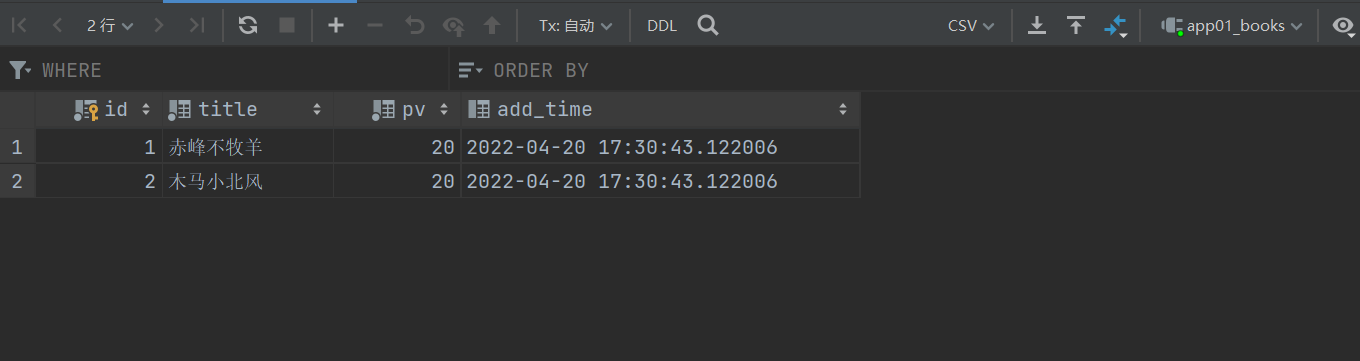 2 行 Tx: 自动 DDL CSV app01_books
WHERE ORDER BY
id title pv add_time
1 1 赤峰不牧羊 20 2022-04-20 17:30:43.122006
2 2 木马小北风 20 2022-04-20 17:30:43.122006